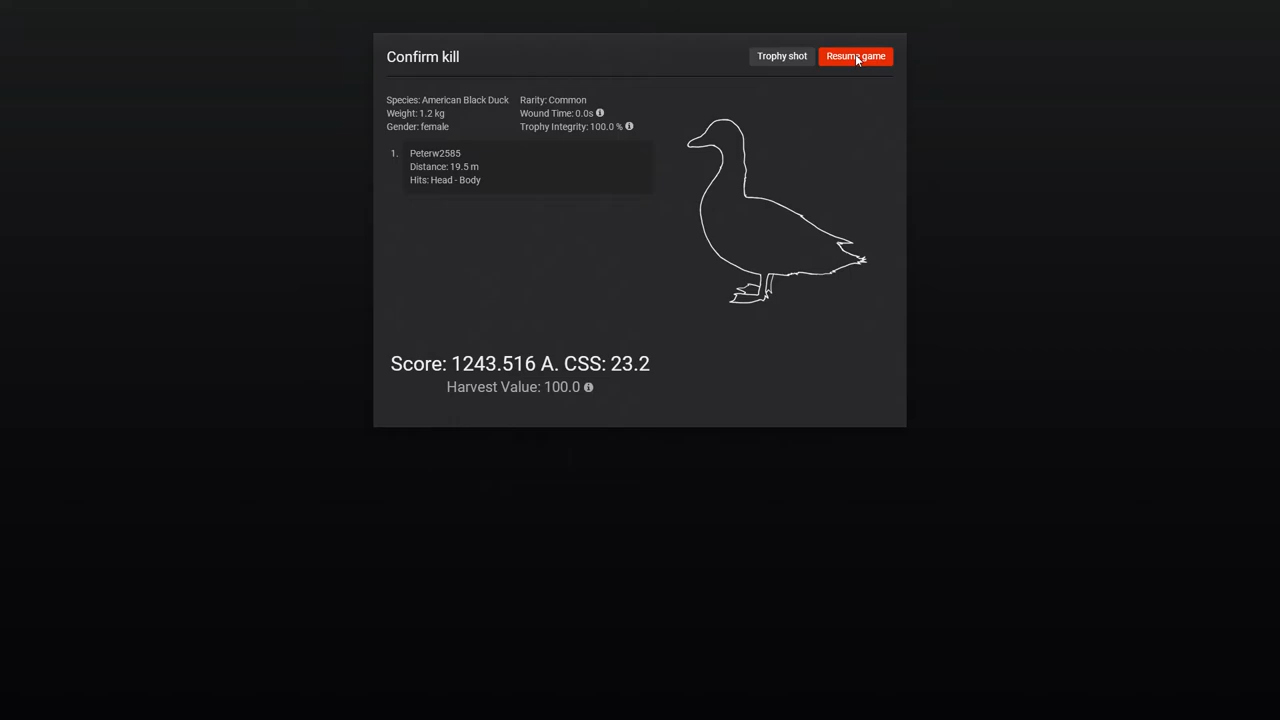 Confirm kill
Trophy shot
Resume game
Species: American Black Duck
Rarity: Common
Weight: 1.2 kg
Wound Time: 0.0s
Gender: female
Trophy Integrity: 100.0 %
1. Peterw2585
Distance: 19.5 m
Hits: Head - Body
Score: 1243.516 A. CSS: 23.2
Harvest Value: 100.0